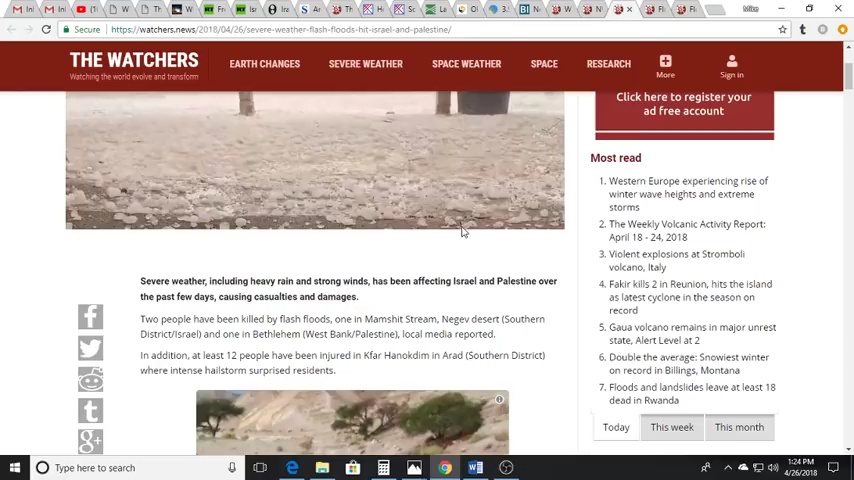 Mike
Secure
https://watchers.news/2018/04/26/severe-weather-flash-floods-hit-israel-and-palestine/
THE WATCHERS
Watching the world evolve and transform
EARTH CHANGES
SEVERE WEATHER
SPACE WEATHER
SPACE
RESEARCH
More
Sign in
Click here to register your
ad free account
Most read
1. Western Europe experiencing rise of
winter wave heights and extreme
storms
2. The Weekly Volcanic Activity Report:
April 18 - 24, 2018
3. Violent explosions at Stromboli
volcano, Italy
4. Fakir kills 2 in Reunion, hits the island
as latest cyclone in the season on
record
5. Gaua volcano remains in major unrest
state, Alert Level at 2
6. Double the average: Snowiest winter
on record in Billings, Montana
7. Floods and landslides leave at least 18
dead in Rwanda
Today
This week
This month
Severe weather, including heavy rain and strong winds, has been affecting Israel and Palestine over
the past few days, causing casualties and damages.
Two people have been killed by flash floods, one in Mamshit Stream, Negev desert (Southern
District/Israel) and one in Bethlehem (West Bank/Palestine), local media reported.
In addition, at least 12 people have been injured in Kfar Hanokdim in Arad (Southern District)
where intense hailstorm surprised residents.
Type here to search
1:24 PM
4/26/2018